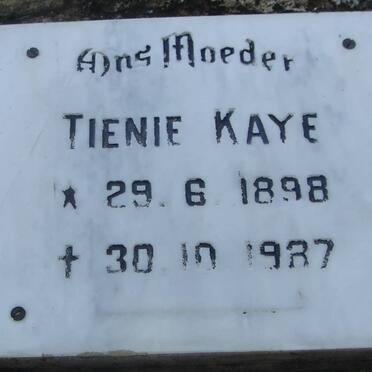 Ons Moeder
TIENIE KAYE
* 29 6 1898
† 30 10 1987